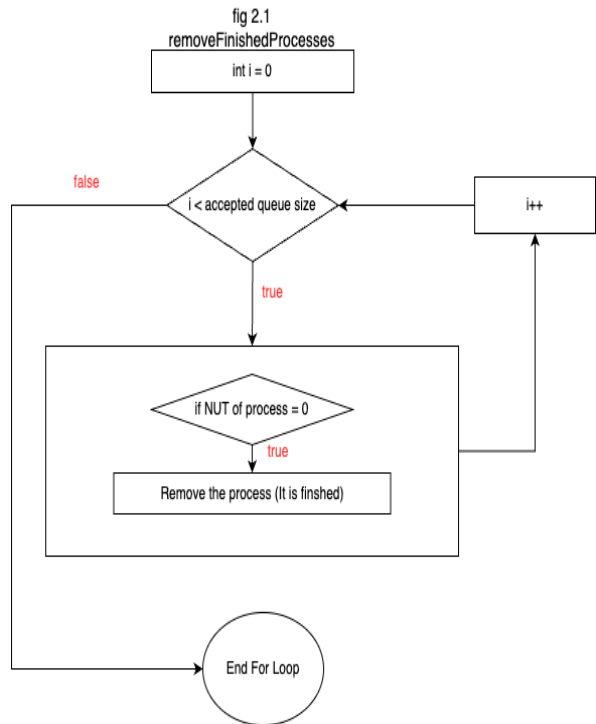 fig 2.1
removeFinishedProcesses
int i = 0
false
i < accepted queue size
i++
true
if NUT of process = 0
true
Remove the process (It is finshed)
End For Loop